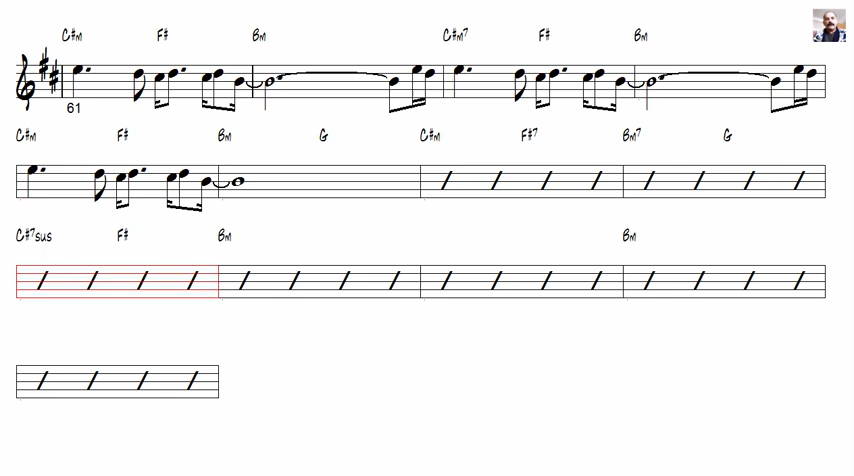 C#m F# Bm C#m7 F# Bm
61
C#m F# Bm G C#m F#7 Bm7 G
C#7sus F# Bm Bm